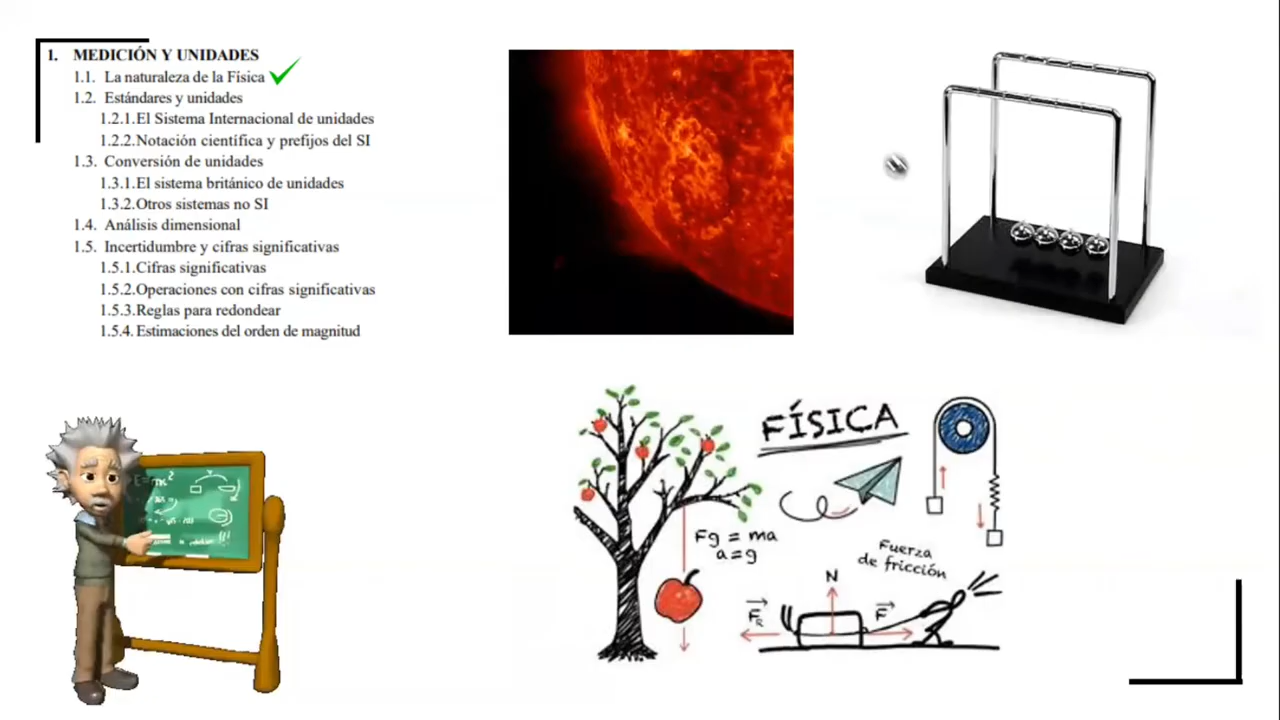 1. MEDICIÓN Y UNIDADES
1.1. La naturaleza de la Física
1.2. Estándares y unidades
1.2.1.El Sistema Internacional de unidades
1.2.2.Notación científica y prefijos del SI
1.3. Conversión de unidades
1.3.1.El sistema británico de unidades
1.3.2.Otros sistemas no SI
1.4. Análisis dimensional
1.5. Incertidumbre y cifras significativas
1.5.1.Cifras significativas
1.5.2.Operaciones con cifras significativas
1.5.3.Reglas para redondear
1.5.4.Estimaciones del orden de magnitud
FÍSICA
Fg = ma
a=g
Fuerza
de fricción
N
F_R
F